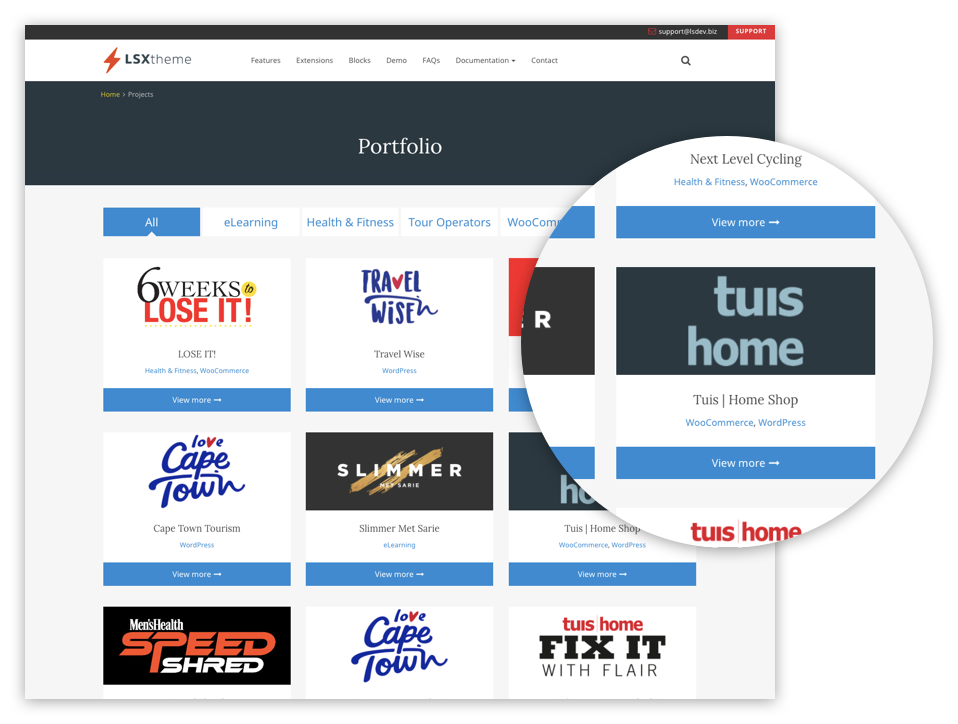 support@lsdev.biz SUPPORT
LSXtheme Features Extensions Blocks Demo FAQs Documentation Contact
Home › Projects
Portfolio
All eLearning Health & Fitness Tour Operators WooCom
6 WEEKS to
LOSE IT!
LOSE IT!
Health & Fitness, WooCommerce
View more
TRAVEL
WISE
Travel Wise
WordPress
View more
love
Cape
Town
Cape Town Tourism
WordPress
View more
SLIMMER
MET SARIE
Slimmer Met Sarie
eLearning
View more
ho
Tuis | Home Shop
WooCommerce, WordPress
View more
Men'sHealth
SPEED
SHRED
love
Cape
Town
tuis home
FIX IT
WITH FLAIR
Next Level Cycling
Health & Fitness, WooCommerce
View more
ER
tuis
home
Tuis | Home Shop
WooCommerce, WordPress
View more
tuis home